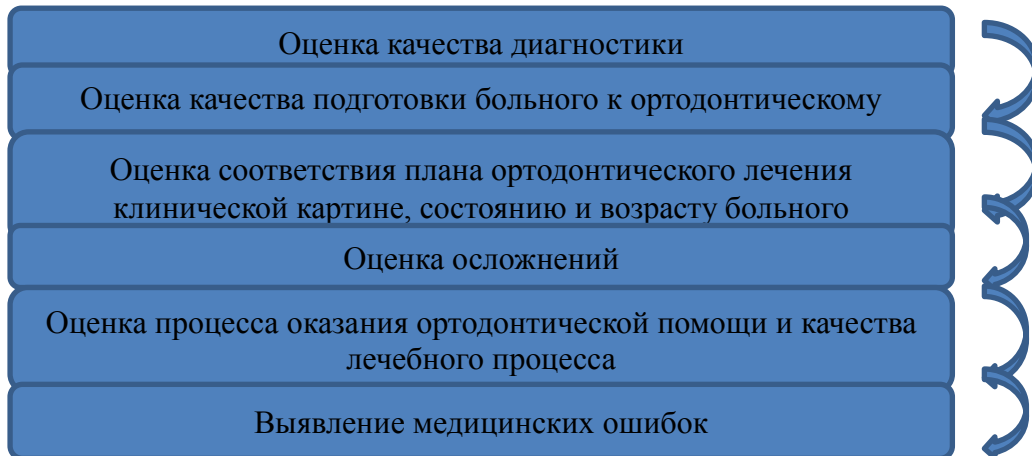 Оценка качества диагностики
Оценка качества подготовки больного к ортодонтическому
Оценка соответствия плана ортодонтического лечения
клинической картине, состоянию и возрасту больного
Оценка осложнений
Оценка процесса оказания ортодонтической помощи и качества
лечебного процесса
Выявление медицинских ошибок